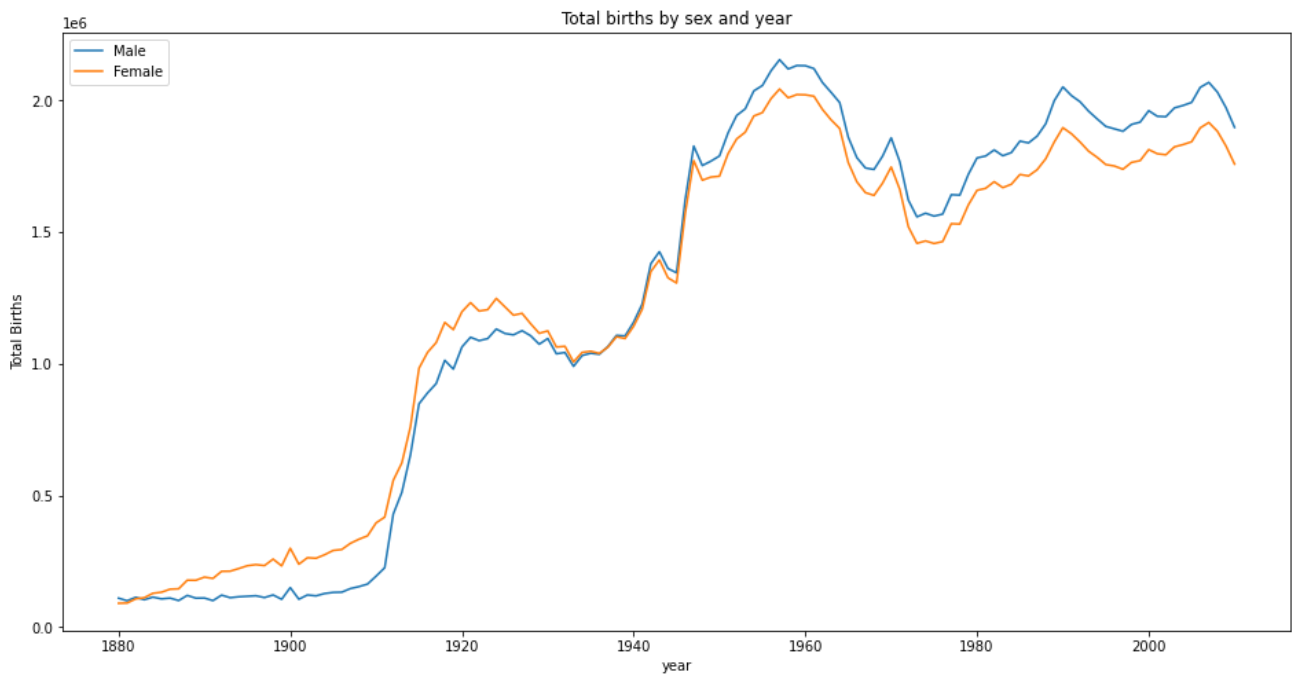 Total births by sex and year
1e6
Male
Female
2.0
1.5
1.0
0.5
0.0
Total Births
1880 1900 1920 1940 1960 1980 2000
year